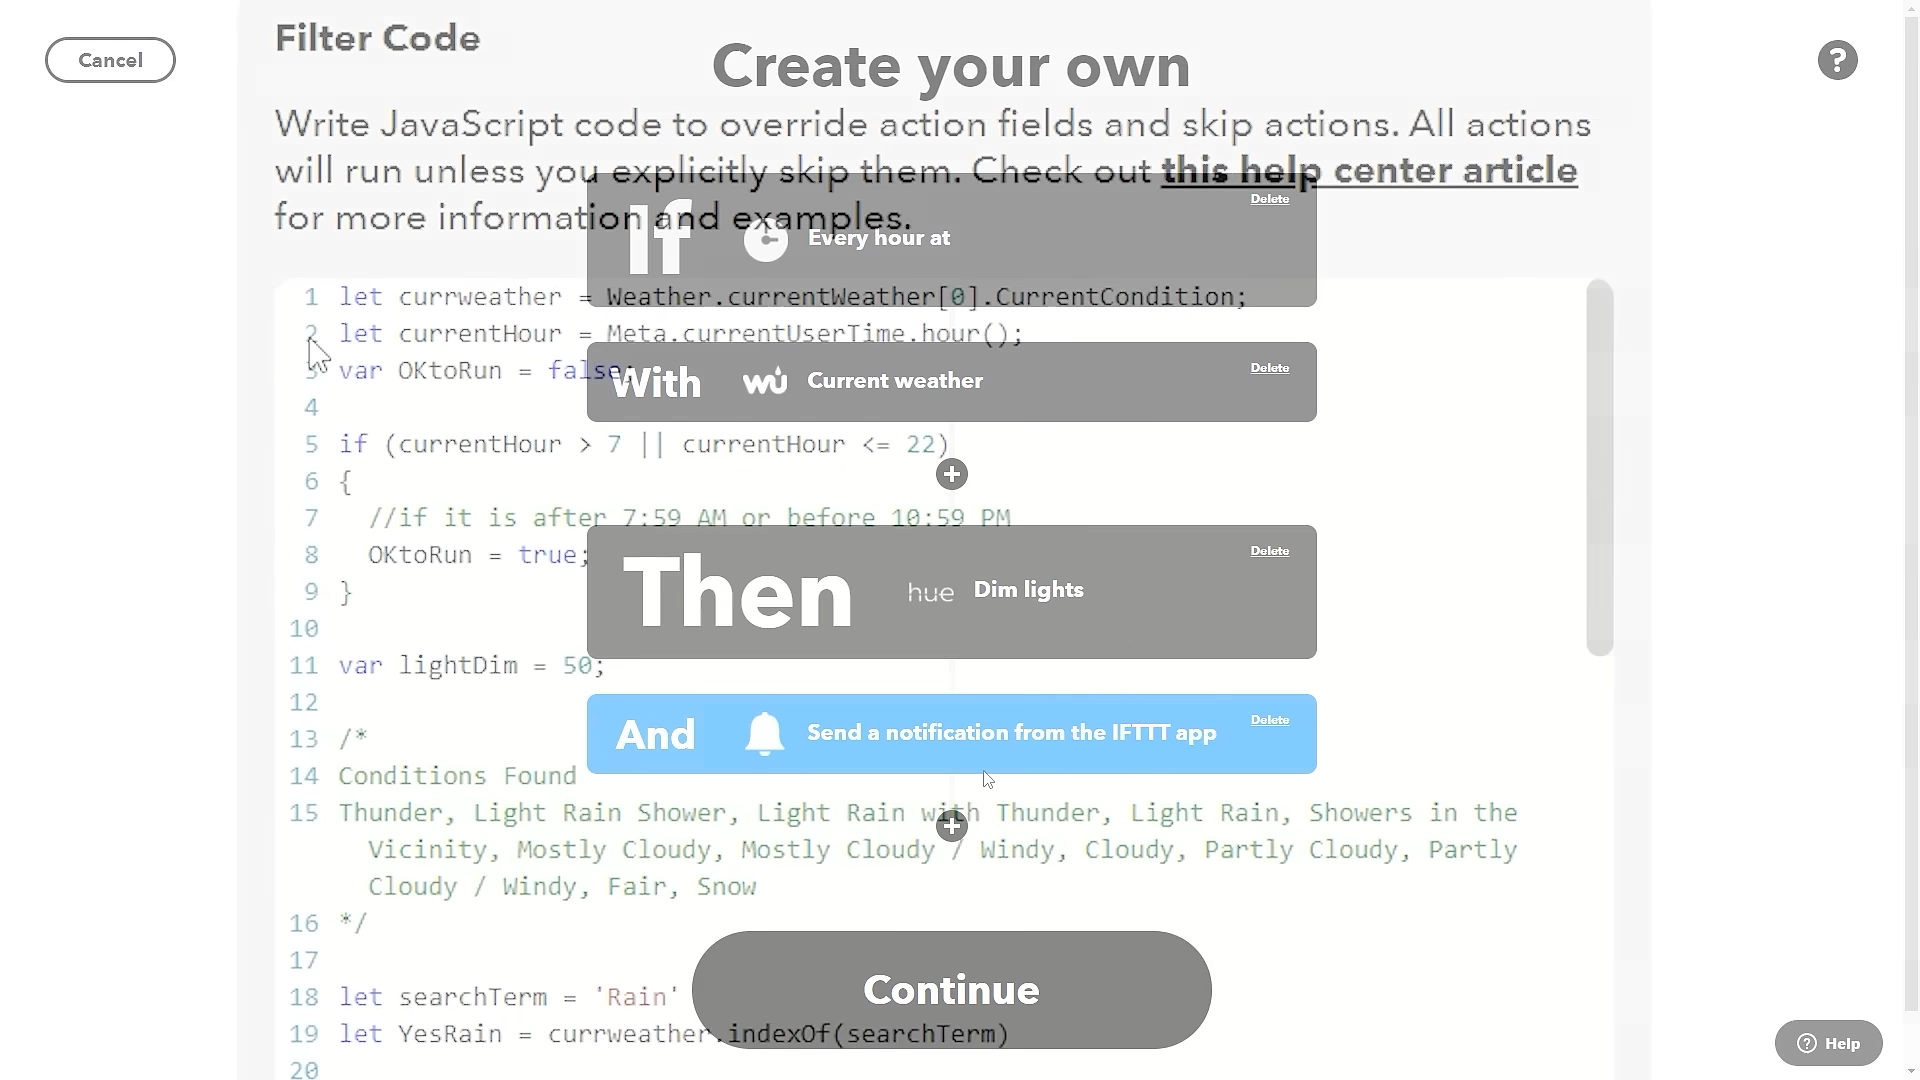 Filter Code
Cancel
Create your own
?
Write JavaScript code to override action fields and skip actions. All actions
will run unless you explicitly skip them. Check out this help center article
for more information and examples.
Delete
If Every hour at
1 let currweather = Weather.currentWeather[0].CurrentCondition;
2 let currentHour = Meta.currentUserTime.hour();
Delete
3 var OKtoRun = false;
With wu Current weather
4
5 if (currentHour > 7 || currentHour <= 22)
+
6 {
7 //if it is after 7:59 AM or before 10:59 PM
Delete
8 OKtoRun = true;
Then hue Dim lights
9 }
10
11 var lightDim = 50;
12
Delete
And Send a notification from the IFTTT app
13 /*
14 Conditions Found
15 Thunder, Light Rain Shower, Light Rain with Thunder, Light Rain, Showers in the
+
Vicinity, Mostly Cloudy, Mostly Cloudy / Windy, Cloudy, Partly Cloudy, Partly
Cloudy / Windy, Fair, Snow
16 */
17
Continue
18 let searchTerm = 'Rain'
19 let YesRain = currweather.indexOf(searchTerm)
? Help
20